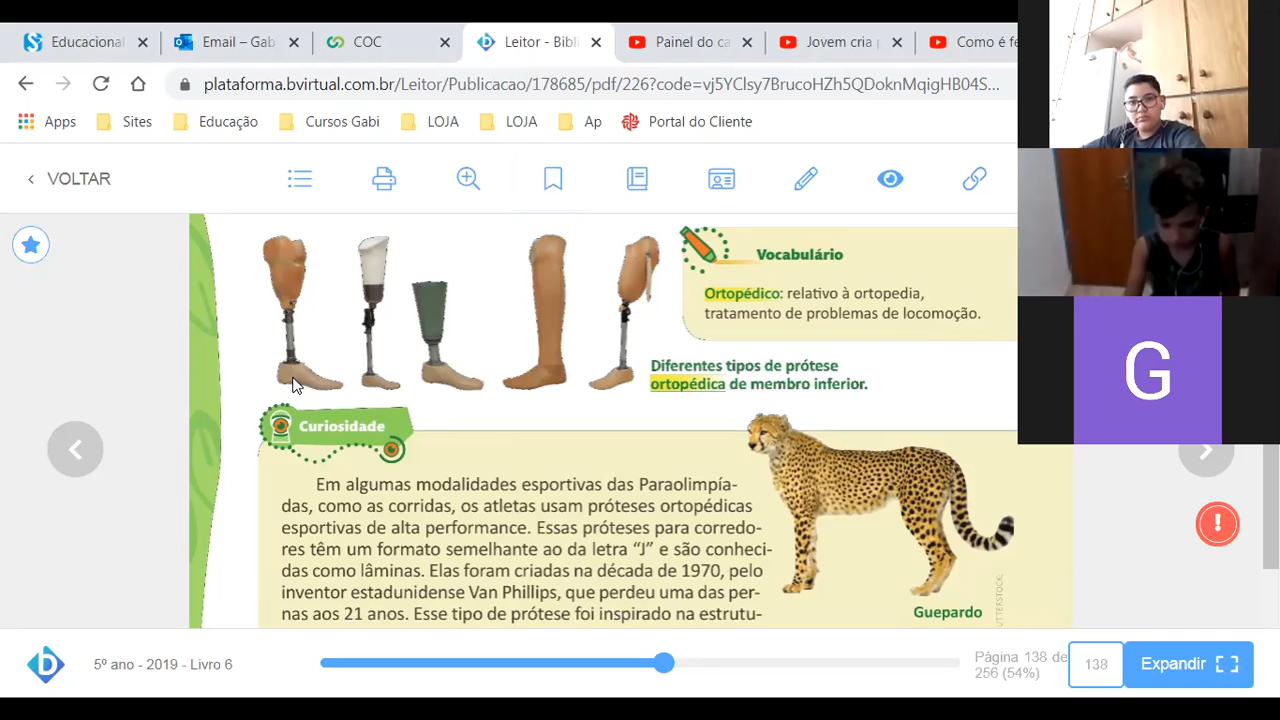 Educacional
Email – Gab
COC
Leitor - Bibli
Painel do ca
Jovem cria p
Como é fe
plataforma.bvirtual.com.br/Leitor/Publicacao/178685/pdf/226?code=vj5YClsy7BrucoHZh5QDoknMqigHB04S...
Apps
Sites
Educação
Cursos Gabi
LOJA
LOJA
Ap
Portal do Cliente
VOLTAR
Vocabulário
Ortopédico: relativo à ortopedia,
tratamento de problemas de locomoção.
Diferentes tipos de prótese
ortopédica de membro inferior.
G
Curiosidade
Em algumas modalidades esportivas das Paraolimpía-
das, como as corridas, os atletas usam próteses ortopédicas
esportivas de alta performance. Essas próteses para corredo-
res têm um formato semelhante ao da letra “J” e são conheci-
das como lâminas. Elas foram criadas na década de 1970, pelo
inventor estadunidense Van Phillips, que perdeu uma das per-
nas aos 21 anos. Esse tipo de prótese foi inspirado na estrutu-
Guepardo
UTTERSTOCK
5º ano - 2019 - Livro 6
Página 138 de
256 (54%)
138
Expandir